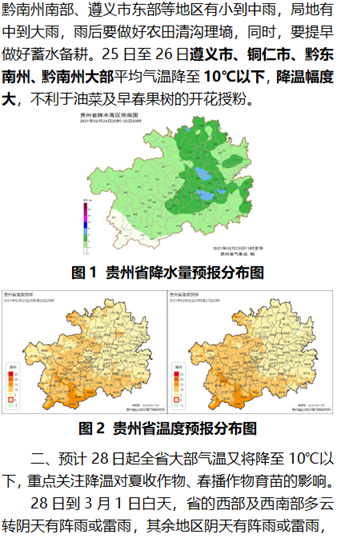 黔南州南部、遵义市东部等地区有小到中雨，局地有
中到大雨，雨后要做好农田清沟理墒，同时，要提早
做好蓄水备耕。25 日至 26 日遵义市、铜仁市、黔东
南州、黔南州大部平均气温降至 10℃以下，降温幅度
大，不利于油菜及早春果树的开花授粉。
贵州省降水落区预报图
图 1 贵州省降水量预报分布图
贵州省温度预报
贵州省温度预报
图 2 贵州省温度预报分布图
二、预计 28 日起全省大部气温又将降至 10℃以
下，重点关注降温对夏收作物、春播作物育苗的影响。
28 日到 3 月 1 日白天，省的西部及西南部多云
转阴天有阵雨或雷雨，其余地区阴天有阵雨或雷雨，